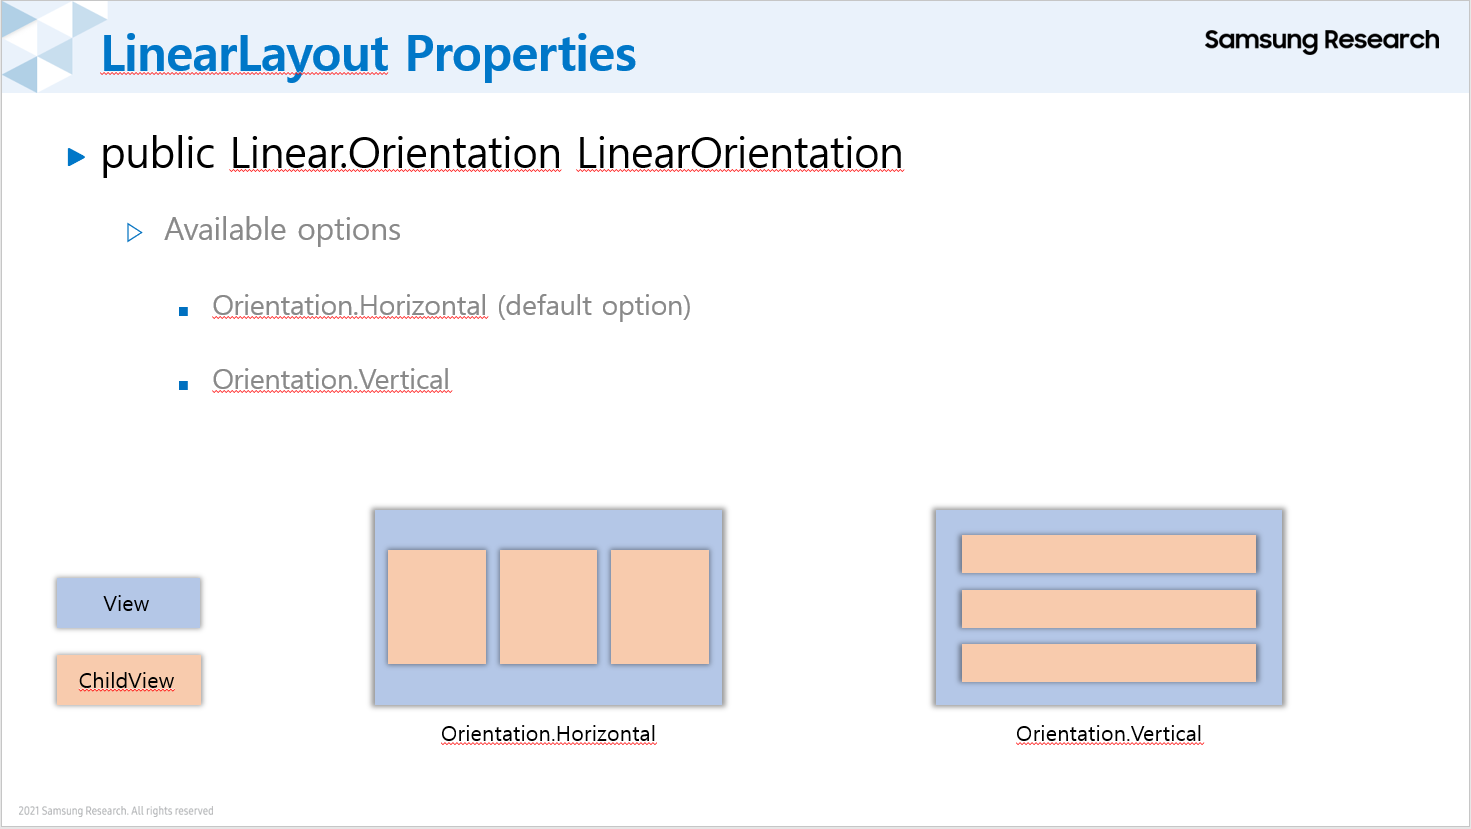 LinearLayout Properties
Samsung Research
public Linear.Orientation LinearOrientation
Available options
Orientation.Horizontal (default option)
Orientation.Vertical
View
ChildView
Orientation.Horizontal
Orientation.Vertical
2021 Samsung Research. All rights reserved